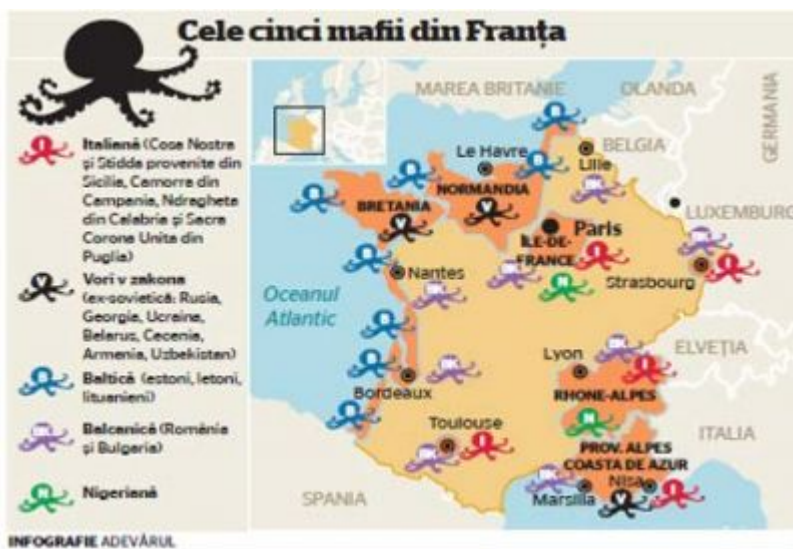 Cele cinci mafii din Franța
Italiană (Cosa Nostra
și Stidda provenite din
Sicilia, Camorra din
Campania, Ndragheta
din Calabria și Sacra
Corona Unita din
Puglia)
Vori v zakona
(ex-sovietică: Rusia,
Georgia, Ucraina,
Belarus, Cecenia,
Armenia, Uzbekistan)
Baltică (estoni, letoni,
lituanieni)
Balcanică (România
și Bulgaria)
Nigeriană
MAREA BRITANIE
OLANDA
GERMANIA
BELGIA
Lille
Le Havre
NORMANDIA
BRETANIA
LUXEMBURG
Paris
ÎLE-DE-
FRANCE
Strasbourg
Nantes
Oceanul
Atlantic
ELVEȚIA
Lyon
RHONE-ALPES
Bordeaux
Toulouse
ITALIA
PROV. ALPES
COASTA DE AZUR
Nisa
Marsilia
SPANIA
INFOGRAFIE ADEVĂRUL